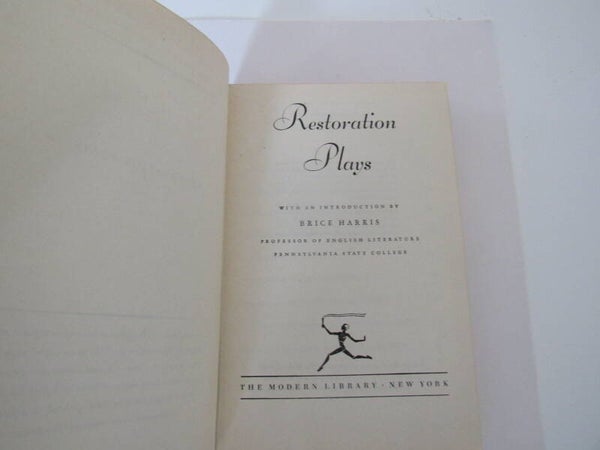 Restoration
Plays
WITH AN INTRODUCTION BY
BRICE HARRIS
PROFESSOR OF ENGLISH LITERATURE
PENNSYLVANIA STATE COLLEGE
THE MODERN LIBRARY · NEW YORK